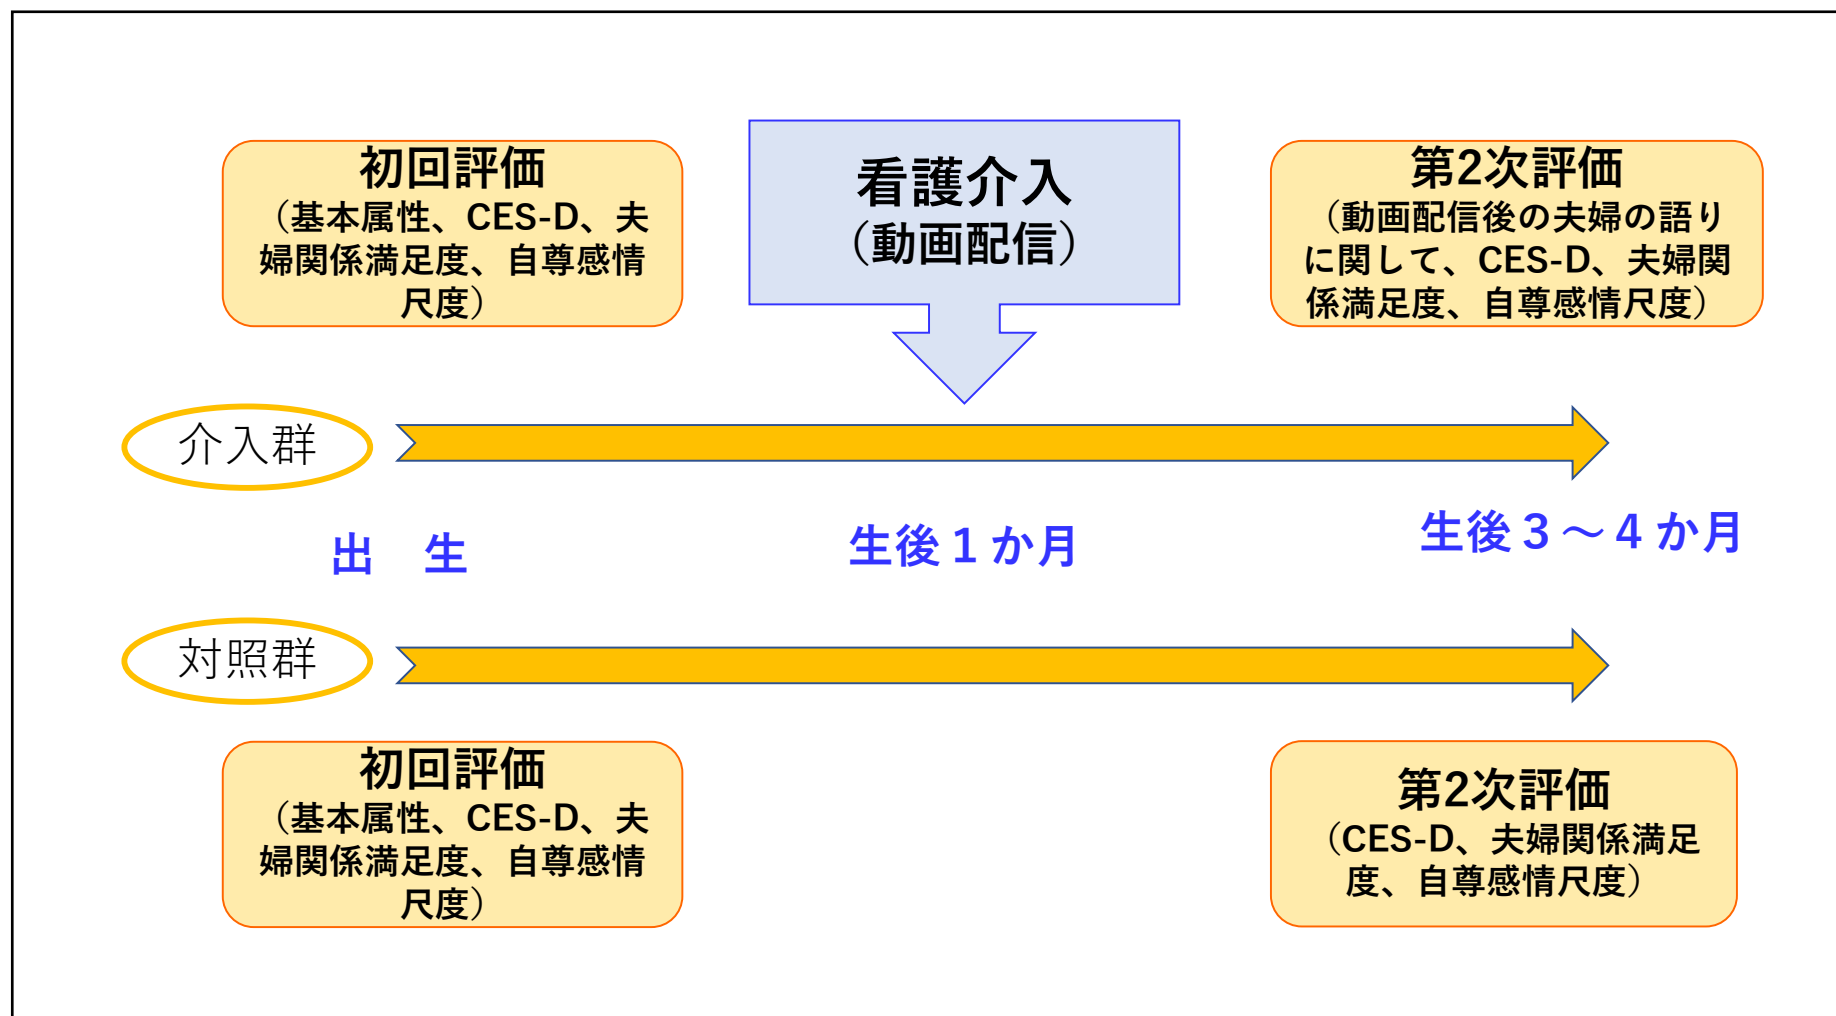 初回評価
（基本属性、CES-D、夫
婦関係満足度、自尊感情
尺度）
看護介入
（動画配信）
第2次評価
（動画配信後の夫婦の語り
に関して、CES-D、夫婦関
係満足度、自尊感情尺度）
介入群
出　生
生後１か月
生後３～４か月
対照群
初回評価
（基本属性、CES-D、夫
婦関係満足度、自尊感情
尺度）
第2次評価
（CES-D、夫婦関係満足
度、自尊感情尺度）